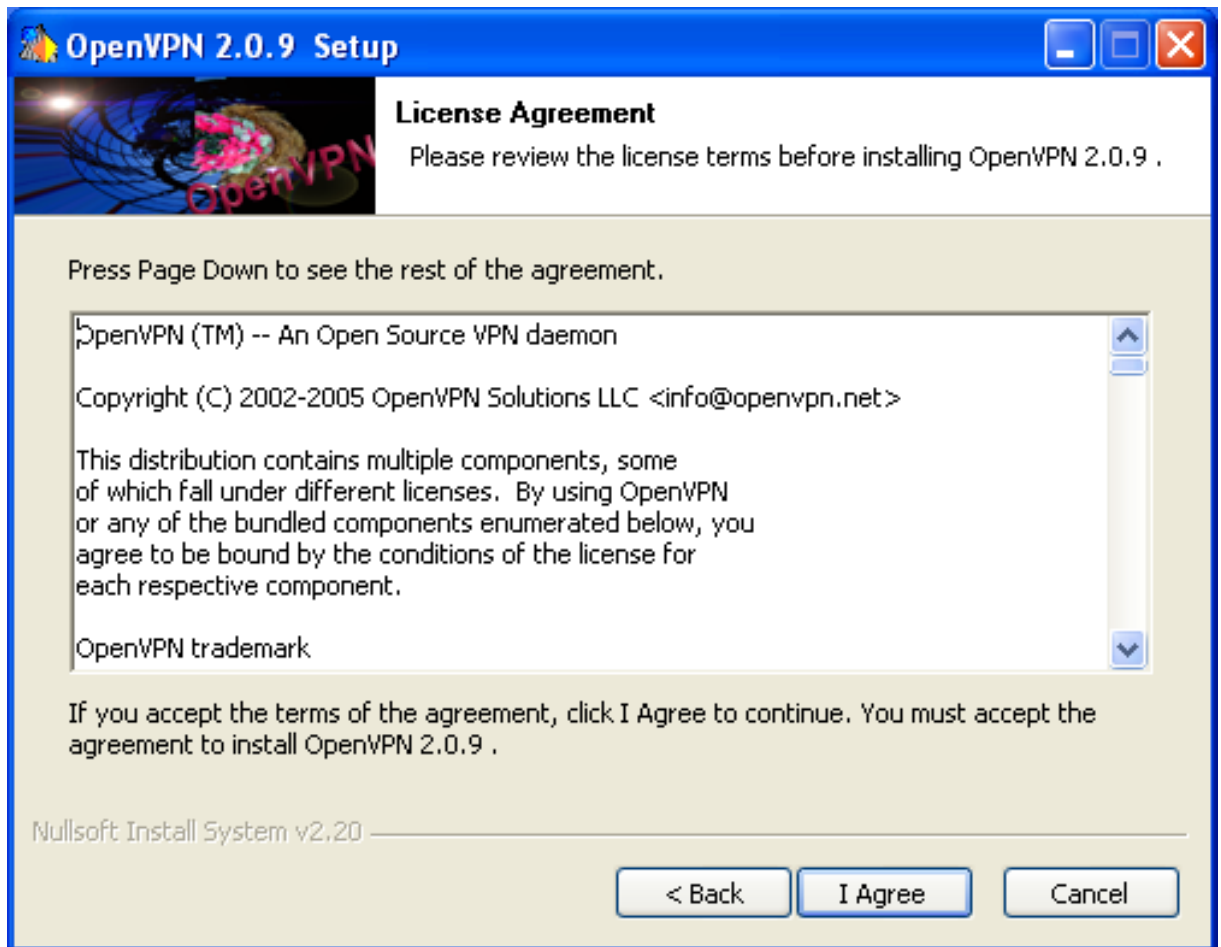 OpenVPN 2.0.9 Setup
OpenVPN
License Agreement
Please review the license terms before installing OpenVPN 2.0.9 .
Press Page Down to see the rest of the agreement.
OpenVPN (TM) -- An Open Source VPN daemon
Copyright (C) 2002-2005 OpenVPN Solutions LLC <info@openvpn.net>
This distribution contains multiple components, some
of which fall under different licenses.  By using OpenVPN
or any of the bundled components enumerated below, you
agree to be bound by the conditions of the license for
each respective component.
OpenVPN trademark
If you accept the terms of the agreement, click I Agree to continue. You must accept the
agreement to install OpenVPN 2.0.9 .
Nullsoft Install System v2.20
< Back
I Agree
Cancel